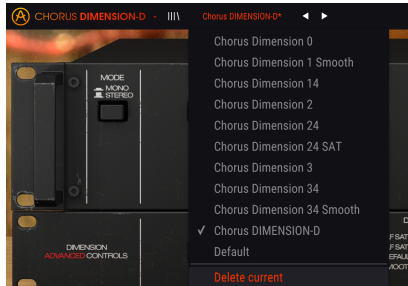 CHORUS DIMENSION-D - Chorus DIMENSION-D*
Chorus Dimension 0
Chorus Dimension 1 Smooth
MODE
Chorus Dimension 14
MONO
STEREO
Chorus Dimension 2
Chorus Dimension 24
Chorus Dimension 24 SAT
Chorus Dimension 3
Chorus Dimension 34
Chorus Dimension 34 Smooth
✓ Chorus DIMENSION-D
Default
DIMENSION
ADVANCED CONTROLS
Delete current